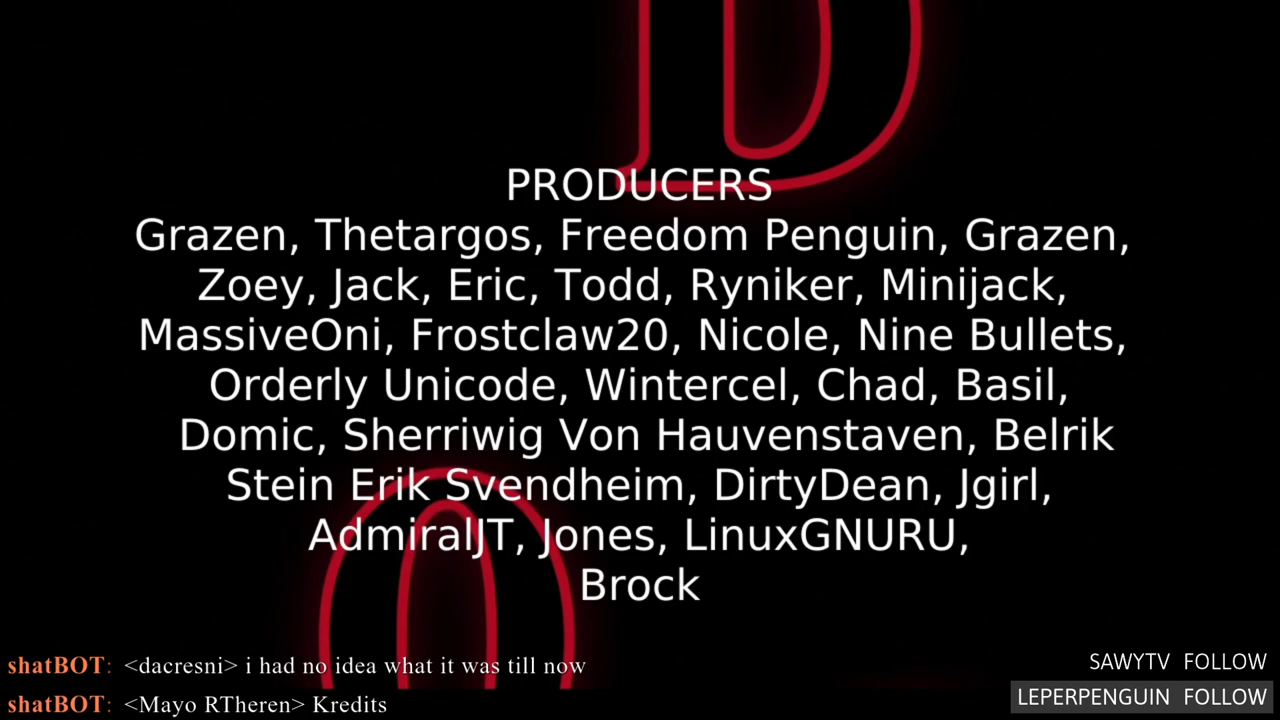 PRODUCERS
Grazen, Thetargos, Freedom Penguin, Grazen,
Zoey, Jack, Eric, Todd, Ryniker, Minijack,
MassiveOni, Frostclaw20, Nicole, Nine Bullets,
Orderly Unicode, Wintercel, Chad, Basil,
Domic, Sherriwig Von Hauvenstaven, Belrik
Stein Erik Svendheim, DirtyDean, Jgirl,
AdmiralJT, Jones, LinuxGNURU,
Brock
shatBOT: <dacresni> i had no idea what it was till now
shatBOT: <Mayo RTheren> Kredits
SAWYTV FOLLOW
LEPERPENGUIN FOLLOW